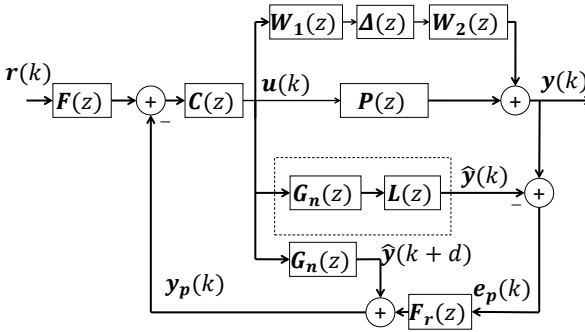 W₁(z) Δ(z) W₂(z)
r(k) u(k) y(k)
F(z) + C(z) P(z) +
−
Gₙ(z) L(z) ŷ(k) +
−
Gₙ(z) ŷ(k + d)
yₚ(k) eₚ(k)
+ Fᵣ(z)